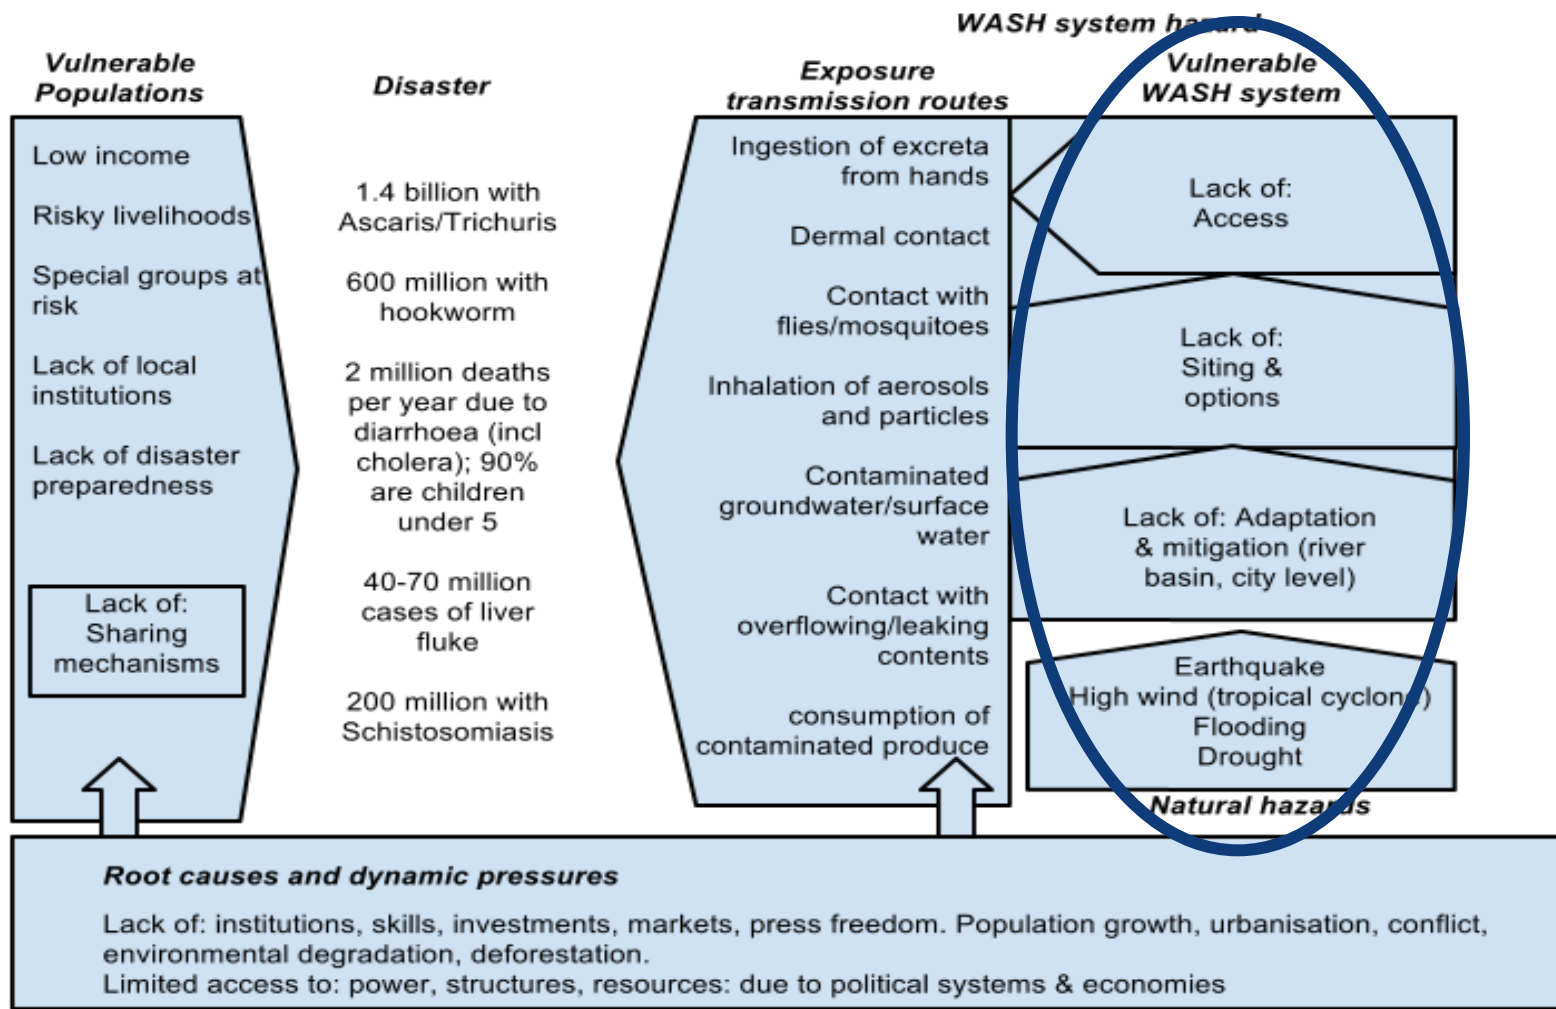 WASH system hazard
Vulnerable
Populations
Disaster
Exposure
transmission routes
Vulnerable
WASH system
Low income
Risky livelihoods
Special groups at
risk
Lack of local
institutions
Lack of disaster
preparedness
Lack of:
Sharing
mechanisms
1.4 billion with
Ascaris/Trichuris
600 million with
hookworm
2 million deaths
per year due to
diarrhoea (incl
cholera); 90%
are children
under 5
40-70 million
cases of liver
fluke
200 million with
Schistosomiasis
Ingestion of excreta
from hands
Dermal contact
Contact with
flies/mosquitoes
Inhalation of aerosols
and particles
Contaminated
groundwater/surface
water
Contact with
overflowing/leaking
contents
consumption of
contaminated produce
Lack of:
Access
Lack of:
Siting &
options
Lack of: Adaptation
& mitigation (river
basin, city level)
Earthquake
High wind (tropical cyclone)
Flooding
Drought
Natural hazards
Root causes and dynamic pressures
Lack of: institutions, skills, investments, markets, press freedom. Population growth, urbanisation, conflict,
environmental degradation, deforestation.
Limited access to: power, structures, resources: due to political systems & economies